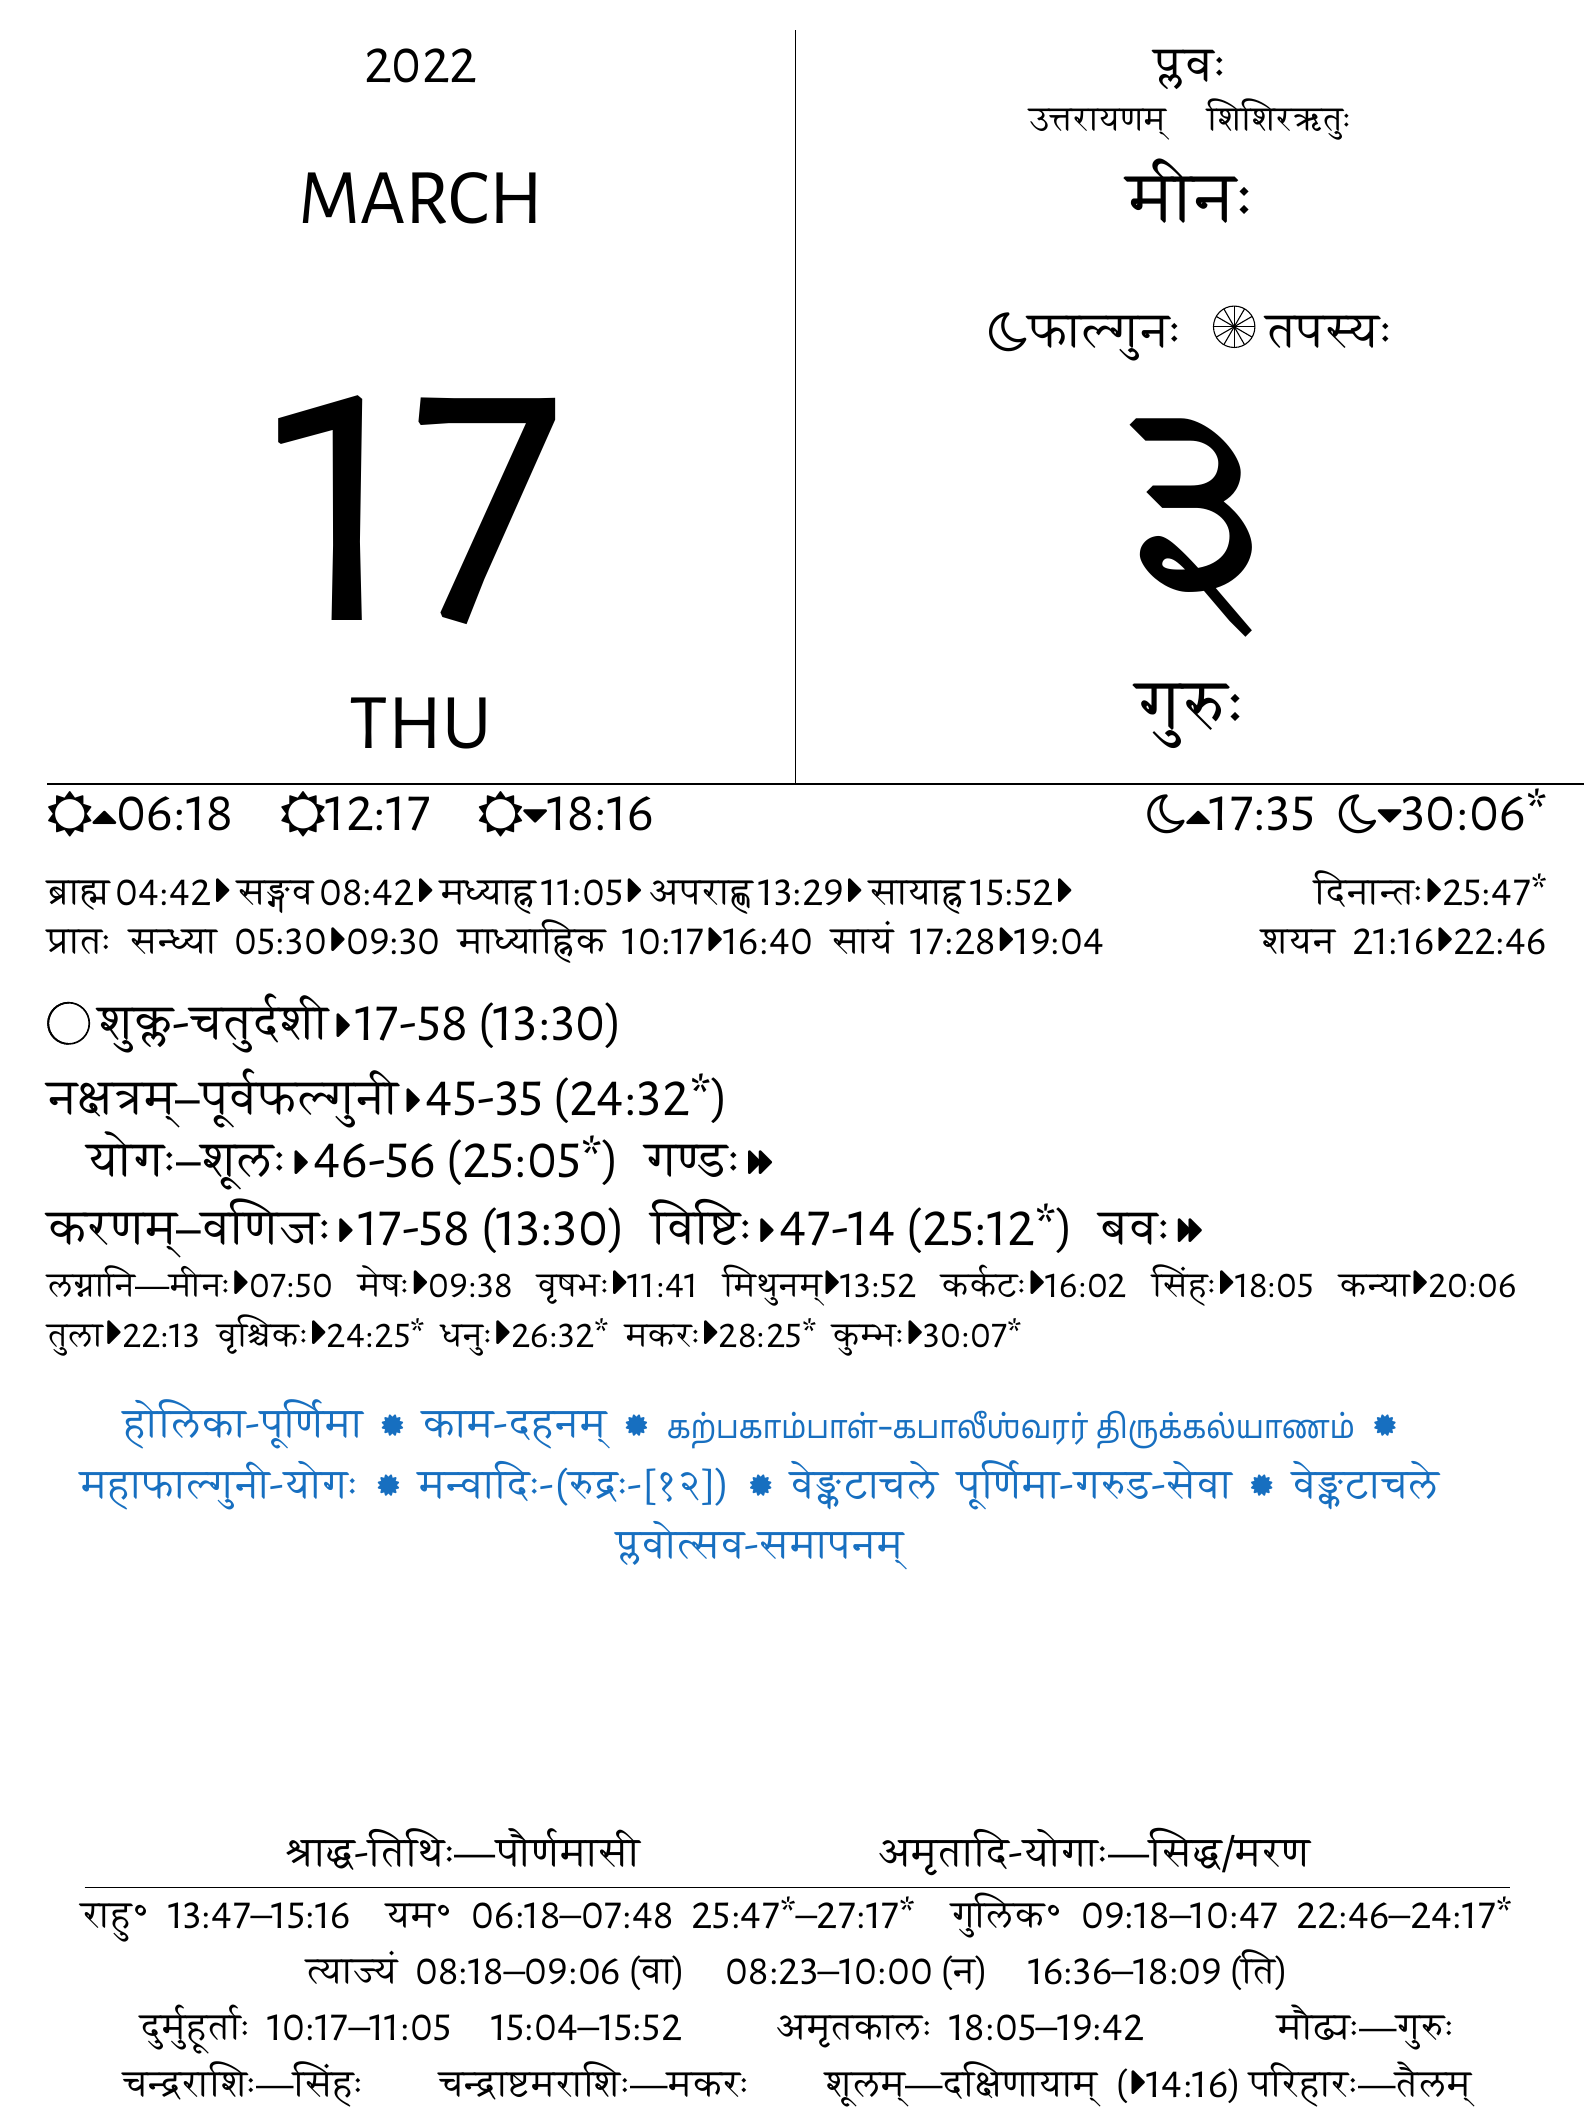 2022
MARCH
17
THU
प्लवः
उत्तरायणम् शिशिरऋतुः
मीनः
फाल्गुनः तपस्यः
३
गुरुः
06:18 12:17 18:16 17:35 30:06*
ब्राह्म 04:42 सङ्गव 08:42 मध्याह्न 11:05 अपराह्ण 13:29 सायाह्न 15:52 दिनान्तः 25:47*
प्रातः सन्ध्या 05:30 09:30 माध्याह्निक 10:17 16:40 सायं 17:28 19:04 शयन 21:16 22:46
शुक्ल-चतुर्दशी 17-58 (13:30)
नक्षत्रम्–पूर्वफल्गुनी 45-35 (24:32*)
योगः–शूलः 46-56 (25:05*) गण्डः
करणम्–वणिजः 17-58 (13:30) विष्टिः 47-14 (25:12*) बवः
लग्नानि—मीनः 07:50 मेषः 09:38 वृषभः 11:41 मिथुनम् 13:52 कर्कटः 16:02 सिंहः 18:05 कन्या 20:06
तुला 22:13 वृश्चिकः 24:25* धनुः 26:32* मकरः 28:25* कुम्भः 30:07*
होलिका-पूर्णिमा ✹ काम-दहनम् ✹ கற்பகாம்பாள்-கபாலீஶ்வரர் திருக்கல்யாணம் ✹
महाफाल्गुनी-योगः ✹ मन्वादिः-(रुद्रः-[१२]) ✹ वेङ्कटाचले पूर्णिमा-गरुड-सेवा ✹ वेङ्कटाचले
प्लवोत्सव-समापनम्
श्राद्ध-तिथिः—पौर्णमासी अमृतादि-योगाः—सिद्ध/मरण
राहु° 13:47–15:16 यम° 06:18–07:48 25:47*–27:17* गुलिक° 09:18–10:47 22:46–24:17*
त्याज्यं 08:18–09:06 (वा) 08:23–10:00 (न) 16:36–18:09 (ति)
दुर्मुहूर्ताः 10:17–11:05 15:04–15:52 अमृतकालः 18:05–19:42 मौढ्यः—गुरुः
चन्द्रराशिः—सिंहः चन्द्राष्टमराशिः—मकरः शूलम्—दक्षिणायाम् (14:16) परिहारः—तैलम्